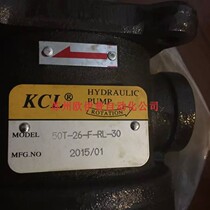 KCL®
HYDRAULIC
PUMP
ROTATION
MODEL 50T-26-F-RL-30
MFG.NO 2015/01